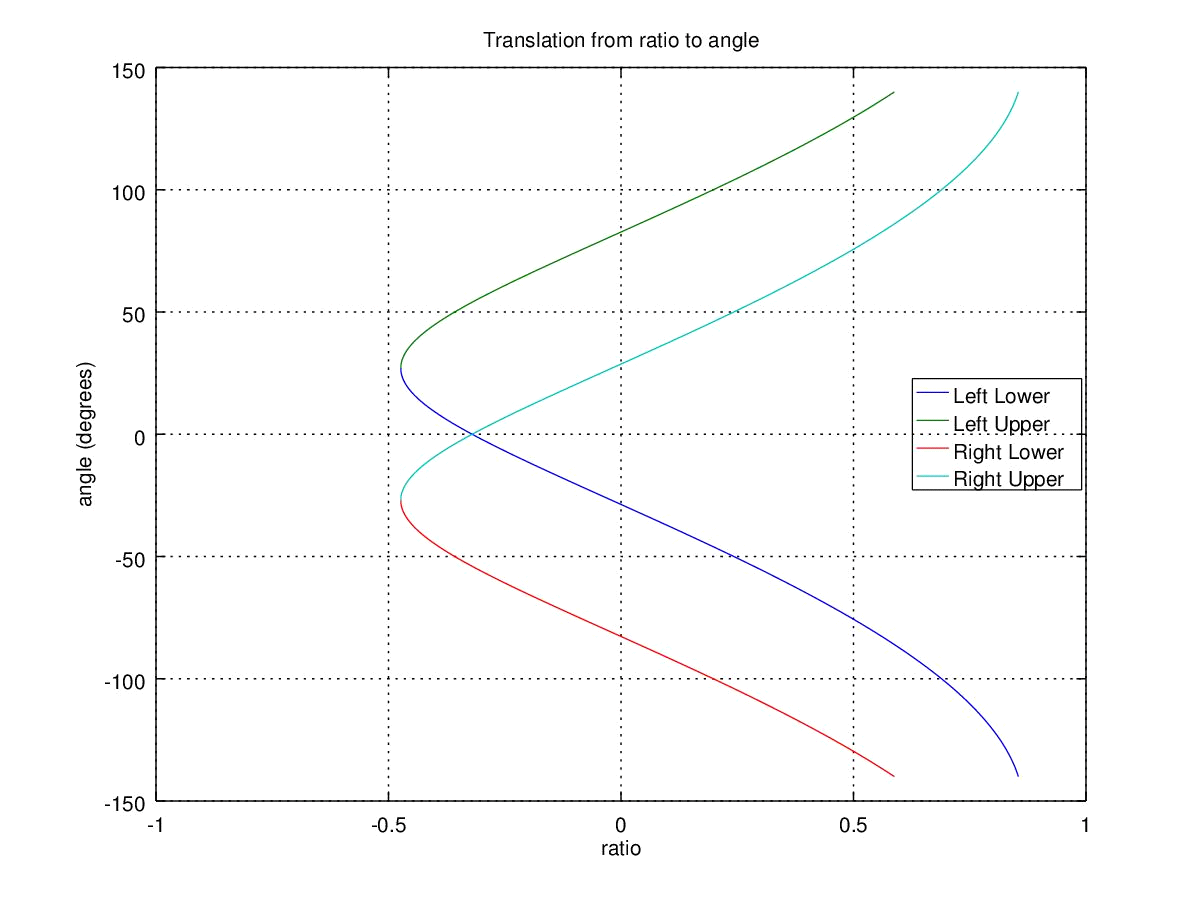 Translation from ratio to angle
150
100
50
0
-50
-100
-150
angle (degrees)
-1
-0.5
0
0.5
1
ratio
Left Lower
Left Upper
Right Lower
Right Upper